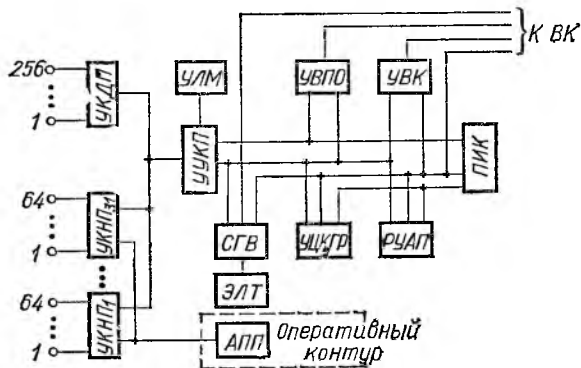 К ВК
256
1
УКДП
УЛМ
УВПО
УВК
УУКП
ПИК
64
1
УКНП31
СГВ
УЦКГР
РУАП
ЭЛТ
64
1
УКНП1
АПП
Оперативный
контур